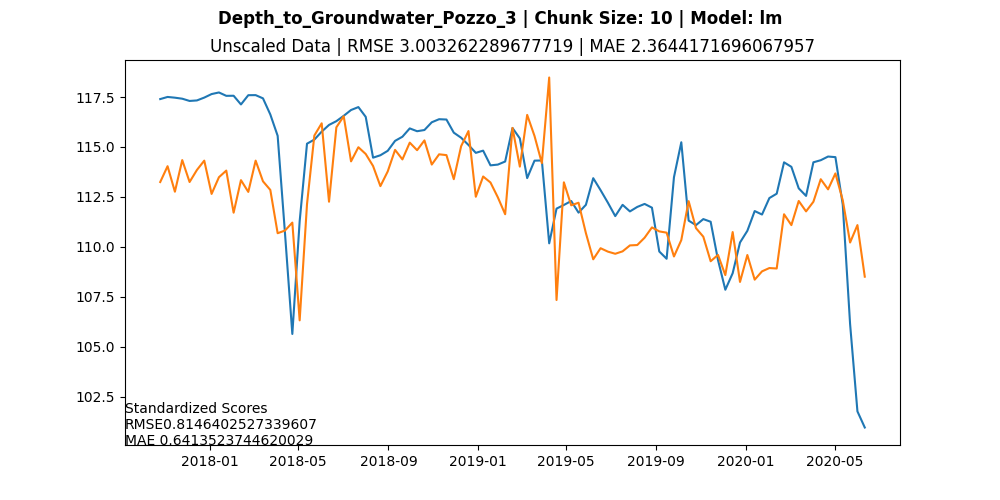 Depth_to_Groundwater_Pozzo_3 | Chunk Size: 10 | Model: lm
Unscaled Data | RMSE 3.003262289677719 | MAE 2.3644171696067957
117.5
115.0
112.5
110.0
107.5
105.0
102.5
Standardized Scores
RMSE0.8146402527339607
MAE 0.6413523744620029
2018-01 2018-05 2018-09 2019-01 2019-05 2019-09 2020-01 2020-05